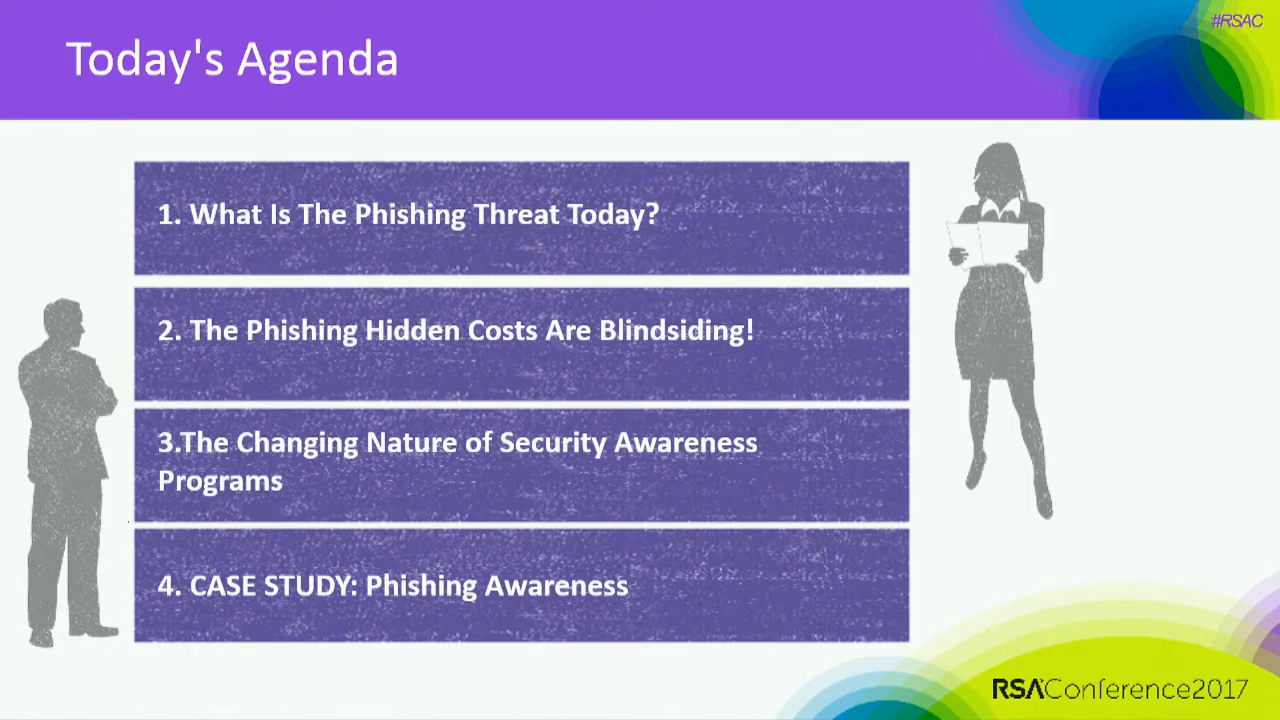 #RSAC
Today's Agenda
1. What Is The Phishing Threat Today?
2. The Phishing Hidden Costs Are Blindsiding!
3.The Changing Nature of Security Awareness
Programs
4. CASE STUDY: Phishing Awareness
RSAConference2017